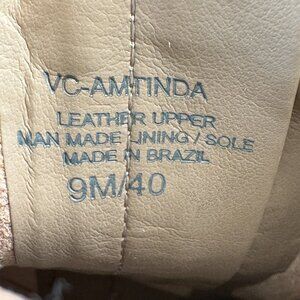 VC-AMTINDA
LEATHER UPPER
MAN MADE LINING / SOLE
MADE IN BRAZIL
9M/40